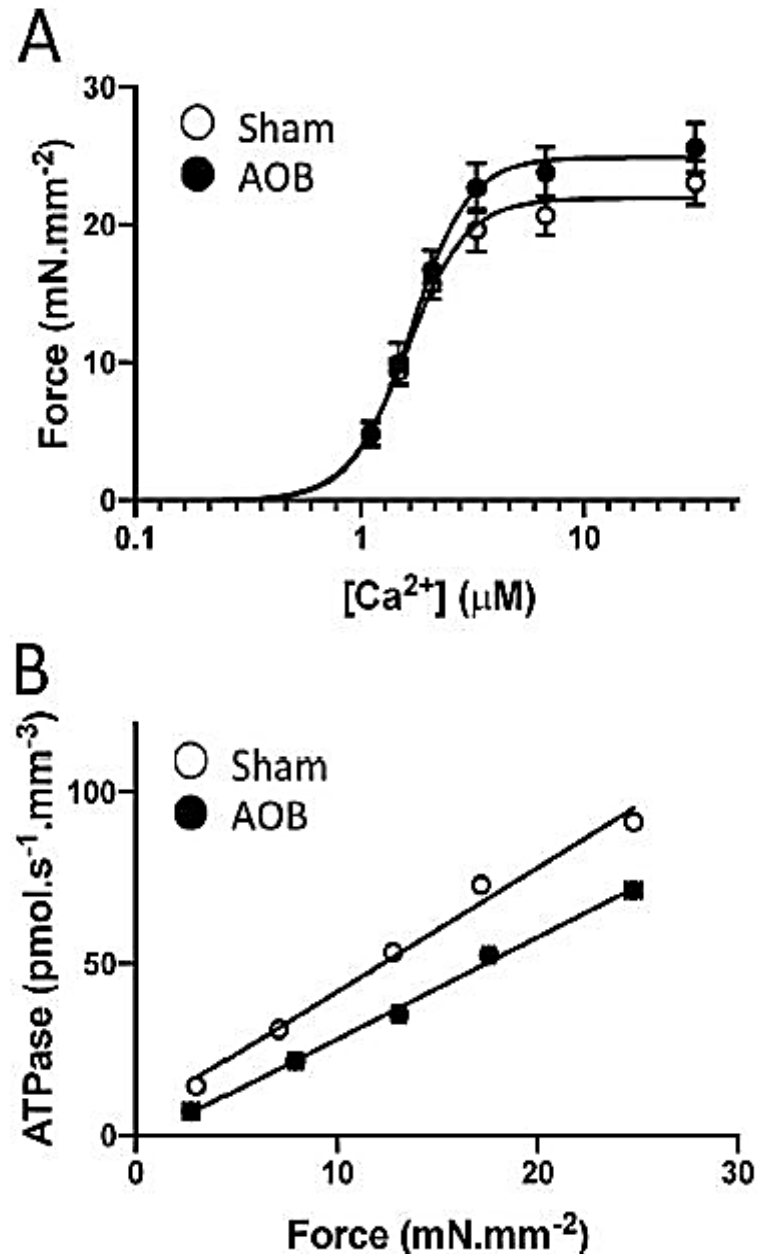 A
30
20
10
0
Sham
AOB
Force (mN.mm-2)
0.1 1 10
[Ca2+] (μM)
B
100
50
0
Sham
AOB
ATPase (pmol.s-1.mm-3)
0 10 20 30
Force (mN.mm-2)